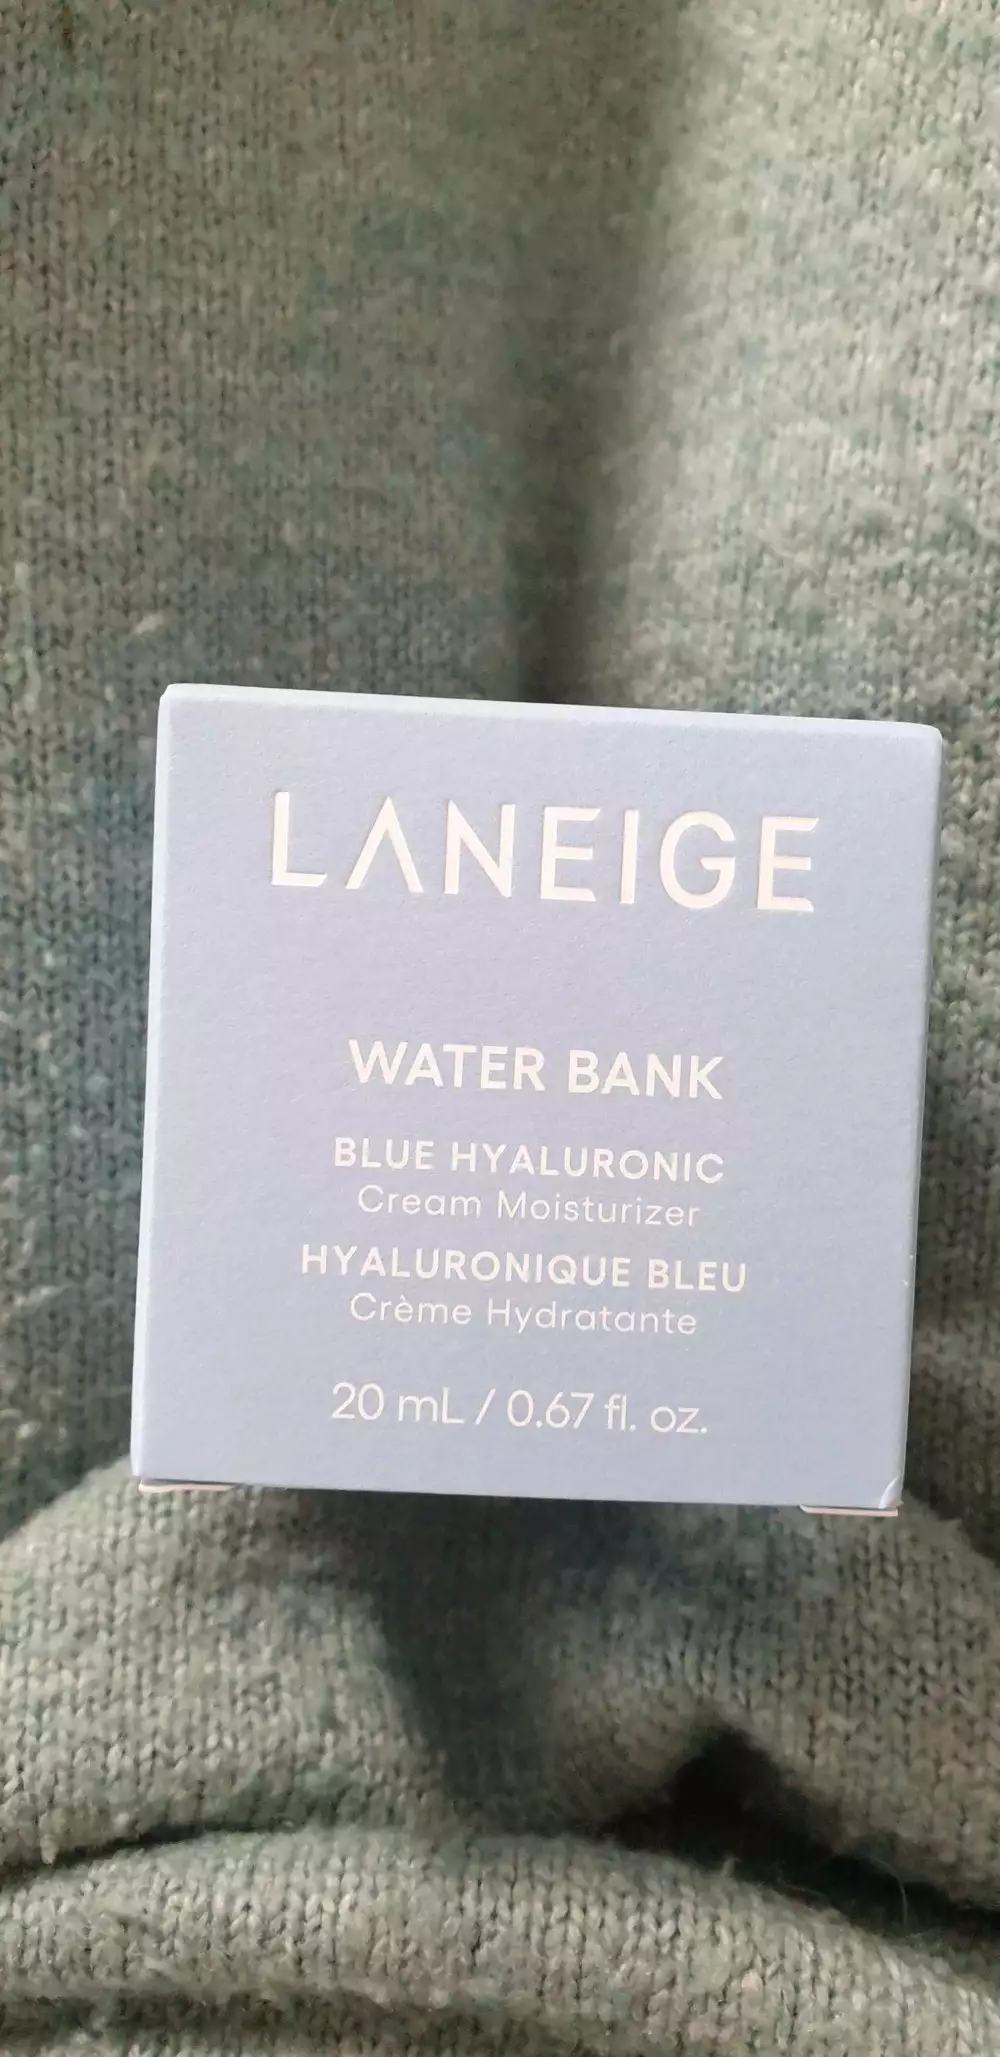 LANEIGE
WATER BANK
BLUE HYALURONIC
Cream Moisturizer
HYALURONIQUE BLEU
Crème Hydratante
20 mL / 0.67 fl. oz.